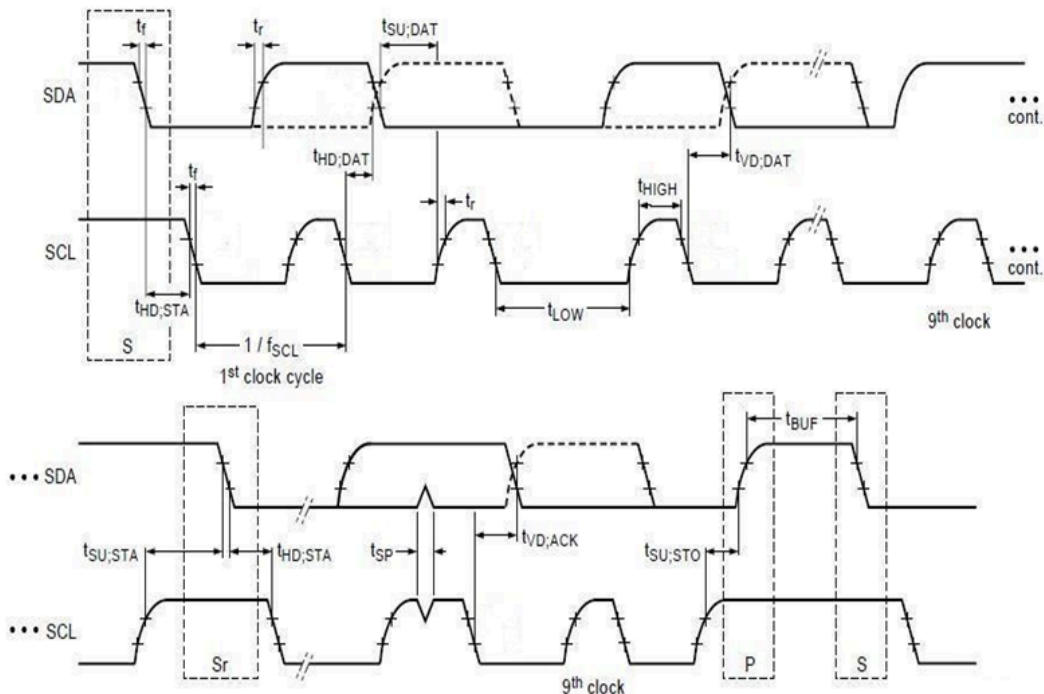 tf
tr
tSU;DAT
SDA
••• cont.
tHD;DAT
tVD;DAT
tf
tr
tHIGH
SCL
••• cont.
tHD;STA
tLOW
9th clock
S
1 / fSCL
1st clock cycle
tBUF
••• SDA
tSU;STA
tHD;STA
tSP
tVD;ACK
tSU;STO
••• SCL
Sr
P
S
9th clock